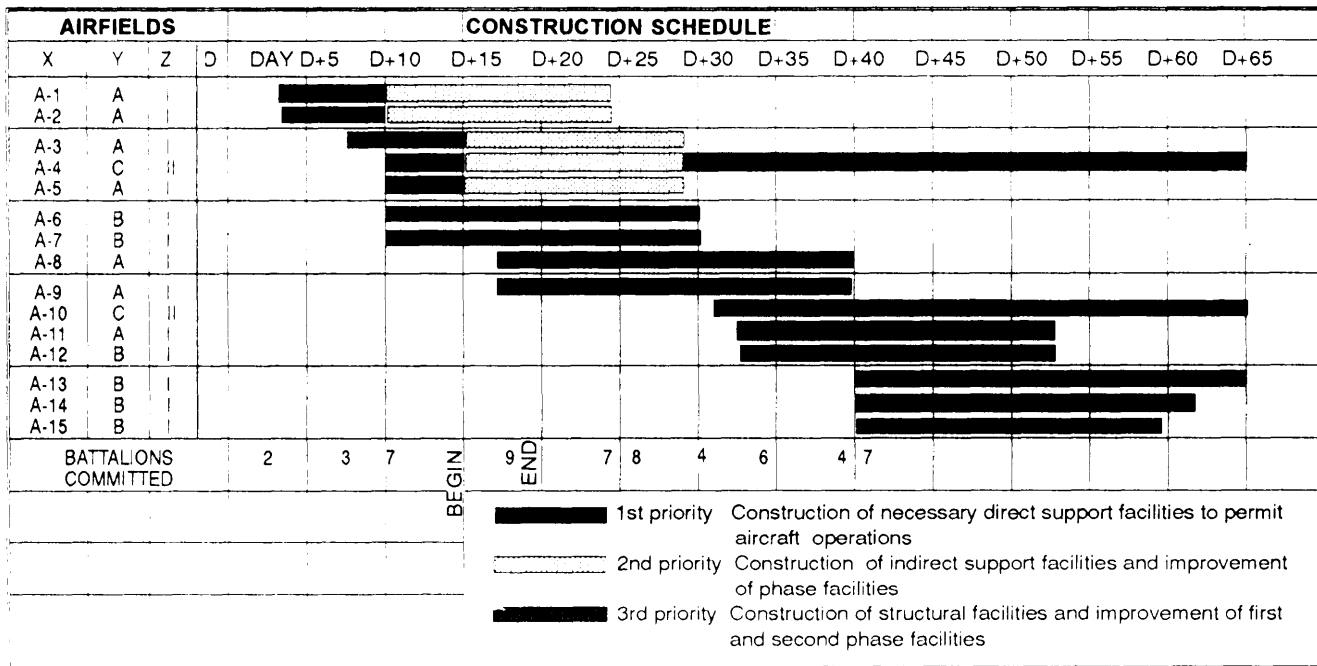 AIRFIELDS CONSTRUCTION SCHEDULE
X Y Z D DAY D+5 D+10 D+15 D+20 D+25 D+30 D+35 D+40 D+45 D+50 D+55 D+60 D+65
A-1 A I
A-2 A I
A-3 A I
A-4 C II
A-5 A I
A-6 B I
A-7 B I
A-8 A I
A-9 A I
A-10 C II
A-11 A I
A-12 B I
A-13 B I
A-14 B I
A-15 B I
BATTALIONS 2 3 7 9 7 8 4 6 4 7
COMMITTED
BEGIN
END
1st priority Construction of necessary direct support facilities to permit
aircraft operations
2nd priority Construction of indirect support facilities and improvement
of phase facilities
3rd priority Construction of structural facilities and improvement of first
and second phase facilities